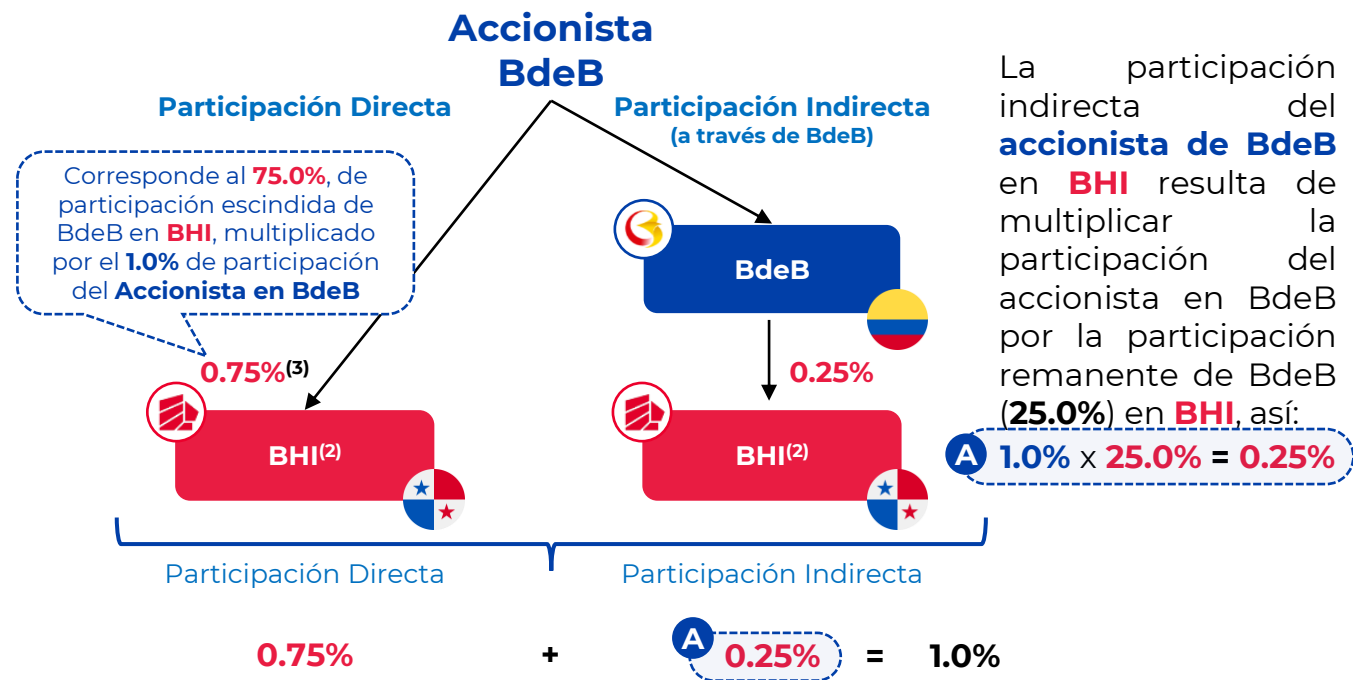 Accionista
BdeB
Participación Directa
Participación Indirecta
(a través de BdeB)
Corresponde al 75.0%, de
participación escindida de
BdeB en BHI, multiplicado
por el 1.0% de participación
del Accionista en BdeB
BdeB
0.75%(3)
0.25%
BHI(2)
BHI(2)
Participación Directa
Participación Indirecta
0.75%
+
A
0.25%
=
1.0%
La participación
indirecta del
accionista de BdeB
en BHI resulta de
multiplicar la
participación del
accionista en BdeB
por la participación
remanente de BdeB
(25.0%) en BHI, así:
A 1.0% x 25.0% = 0.25%